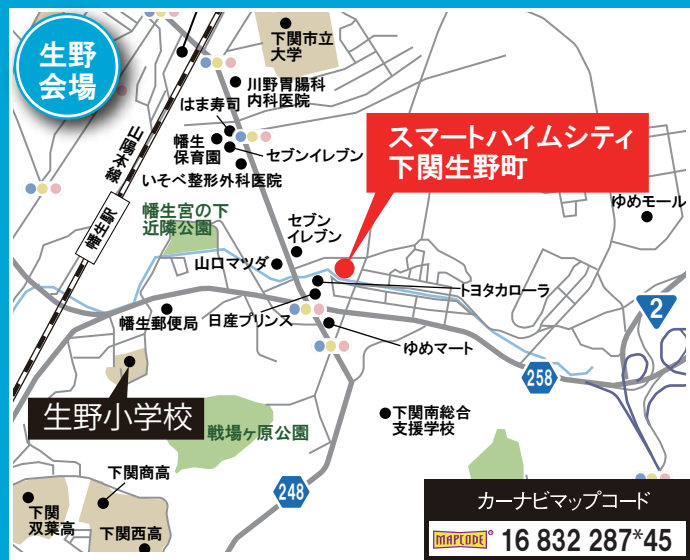 生野
会場
下関市立
大学
川野胃腸科
内科医院
はま寿司
幡生
保育園
セブンイレブン
いそべ整形外科医院
山陽本線
幡生駅
スマートハイムシティ
下関生野町
ゆめモール
幡生宮の下
近隣公園
セブン
イレブン
山口マツダ
トヨタカローラ
幡生郵便局
日産プリンス
ゆめマート
2
258
生野小学校
戦場ヶ原公園
下関南総合
支援学校
下関商高
248
下関
双葉高
下関西高
カーナビマップコード
MAPCODE® 16 832 287*45